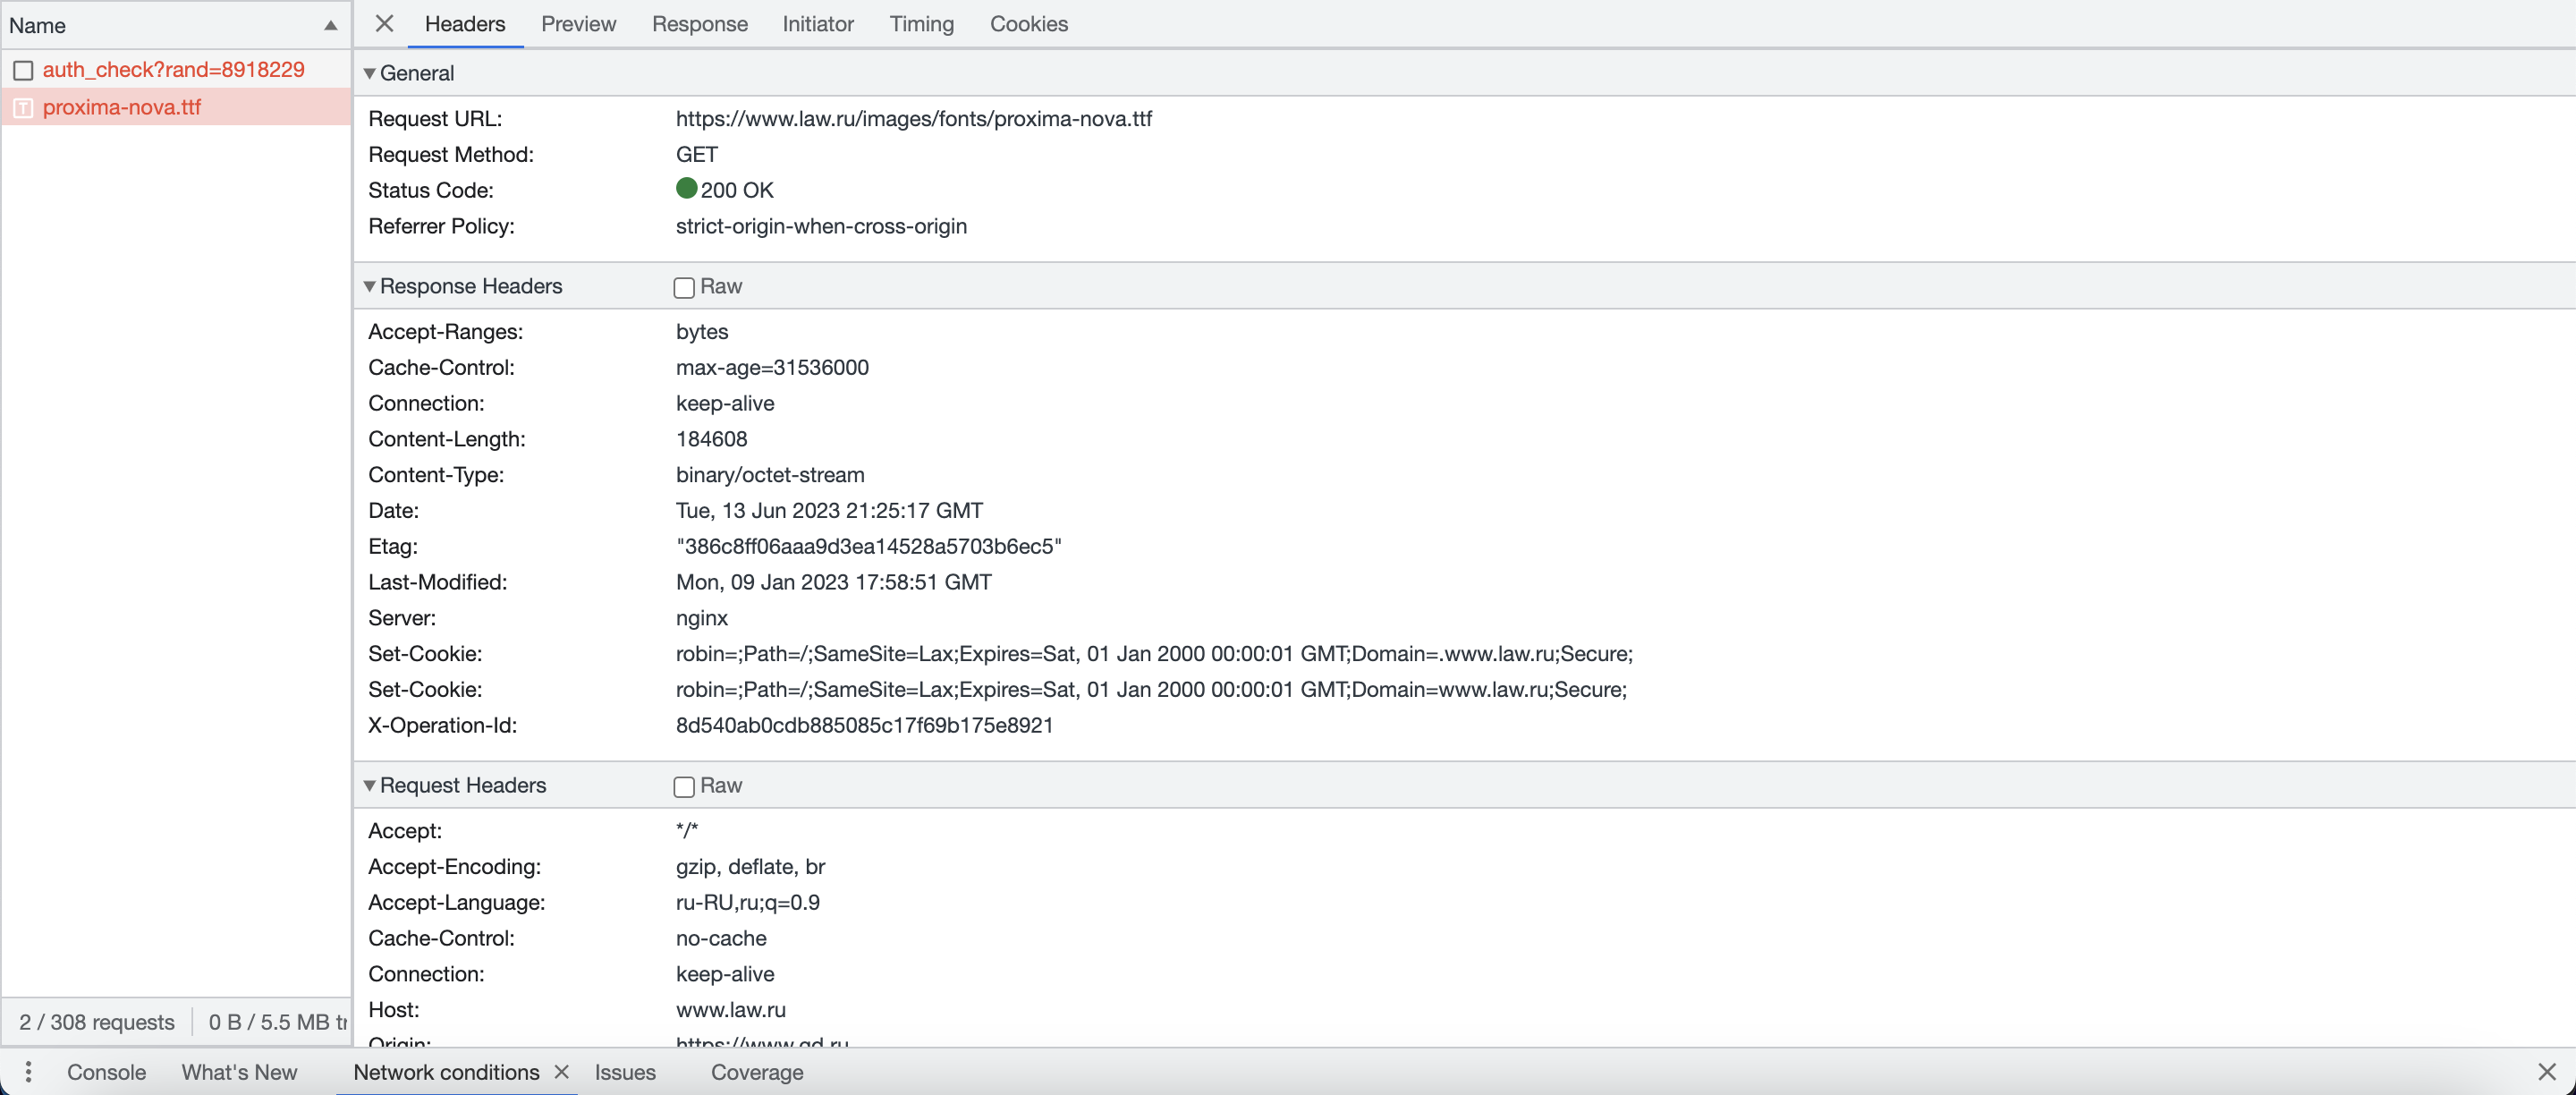 Name
auth_check?rand=8918229
proxima-nova.ttf
2 / 308 requests
0 B / 5.5 MB tr
Headers Preview Response Initiator Timing Cookies
General
Request URL: https://www.law.ru/images/fonts/proxima-nova.ttf
Request Method: GET
Status Code: 200 OK
Referrer Policy: strict-origin-when-cross-origin
Response Headers Raw
Accept-Ranges: bytes
Cache-Control: max-age=31536000
Connection: keep-alive
Content-Length: 184608
Content-Type: binary/octet-stream
Date: Tue, 13 Jun 2023 21:25:17 GMT
Etag: "386c8ff06aaa9d3ea14528a5703b6ec5"
Last-Modified: Mon, 09 Jan 2023 17:58:51 GMT
Server: nginx
Set-Cookie: robin=;Path=/;SameSite=Lax;Expires=Sat, 01 Jan 2000 00:00:01 GMT;Domain=.www.law.ru;Secure;
Set-Cookie: robin=;Path=/;SameSite=Lax;Expires=Sat, 01 Jan 2000 00:00:01 GMT;Domain=www.law.ru;Secure;
X-Operation-Id: 8d540ab0cdb885085c17f69b175e8921
Request Headers Raw
Accept: */*
Accept-Encoding: gzip, deflate, br
Accept-Language: ru-RU,ru;q=0.9
Cache-Control: no-cache
Connection: keep-alive
Host: www.law.ru
Origin: https://www.gd.ru
Console What's New Network conditions Issues Coverage